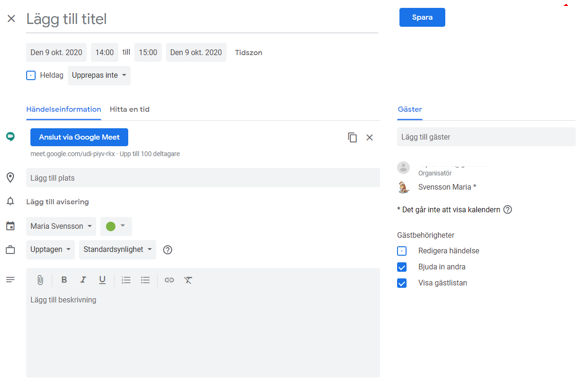 Lägg till titel
Spara
Den 9 okt. 2020 14:00 till 15:00 Den 9 okt. 2020 Tidszon
Heldag Upprepas inte
Händelseinformation Hitta en tid
Anslut via Google Meet
meet.google.com/udi-piyv-rkx · Upp till 100 deltagare
Lägg till plats
Lägg till avisering
Maria Svensson
Upptagen Standardsynlighet
B I U
Lägg till beskrivning
Gäster
Lägg till gäster
Organisatör
Svensson Maria *
* Det går inte att visa kalendern
Gästbehörigheter
Redigera händelse
Bjuda in andra
Visa gästlistan